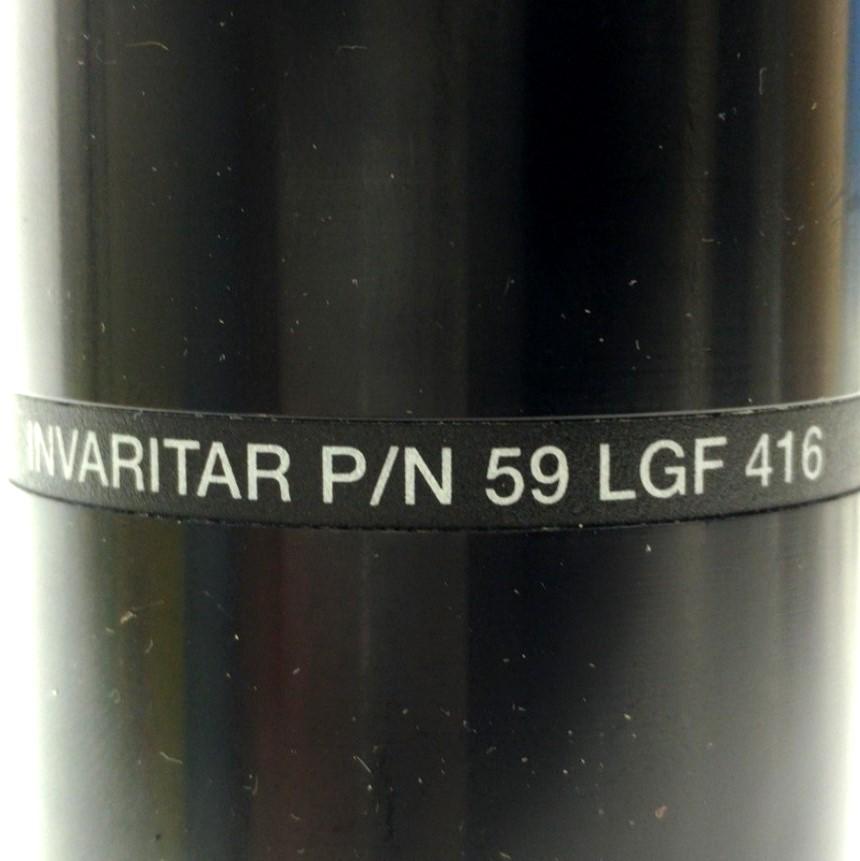 INVARITAR P/N 59 LGF 416